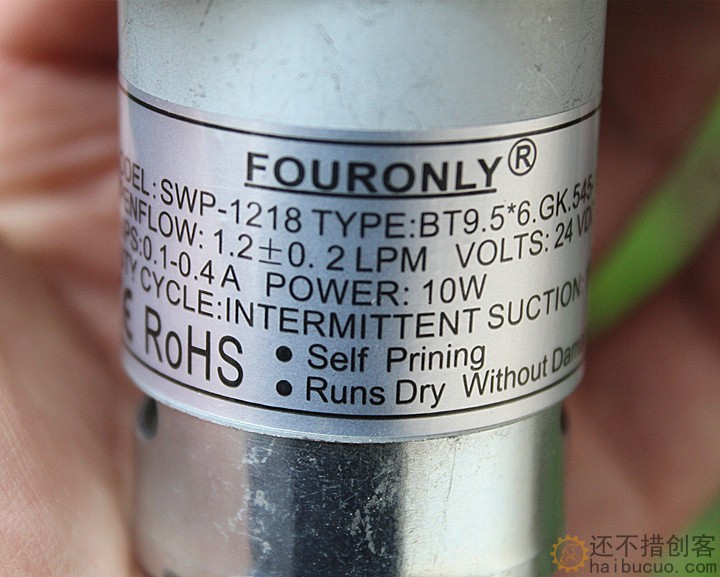 FOURONLY®
ODEL: SWP-1218 TYPE:BT9.5*6.GK.545-
ENFLOW: 1.2±0.2 LPM VOLTS: 24 VD
PS:0.1-0.4 A POWER: 10W
TY CYCLE:INTERMITTENT SUCTION:
CE RoHS
• Self Prining
• Runs Dry Without Dam
还不措创客
haibucuo.com